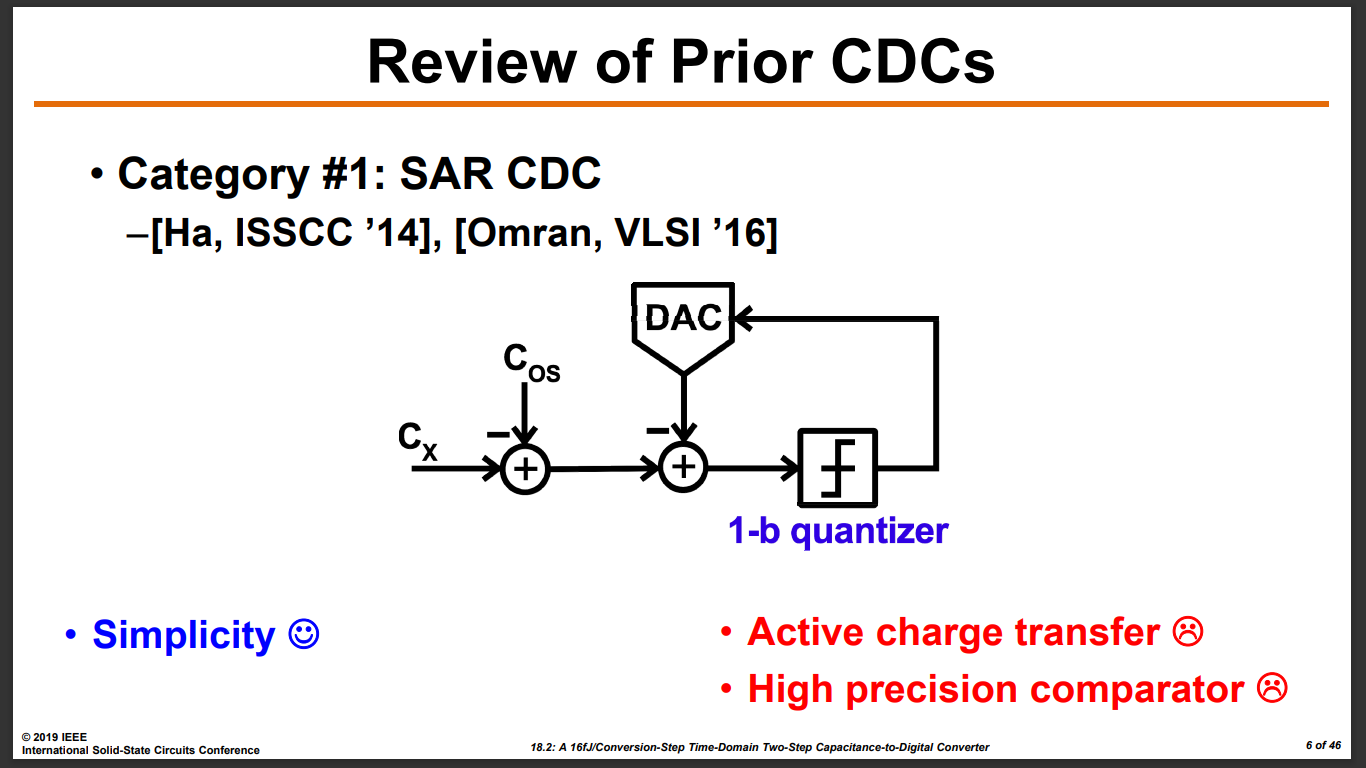 Review of Prior CDCs
• Category #1: SAR CDC
–[Ha, ISSCC ’14], [Omran, VLSI ’16]
DAC
COS
CX
–
–
+
+
1-b quantizer
• Simplicity ☺
• Active charge transfer ☹
• High precision comparator ☹
© 2019 IEEE
International Solid-State Circuits Conference
18.2: A 16fJ/Conversion-Step Time-Domain Two-Step Capacitance-to-Digital Converter
6 of 46